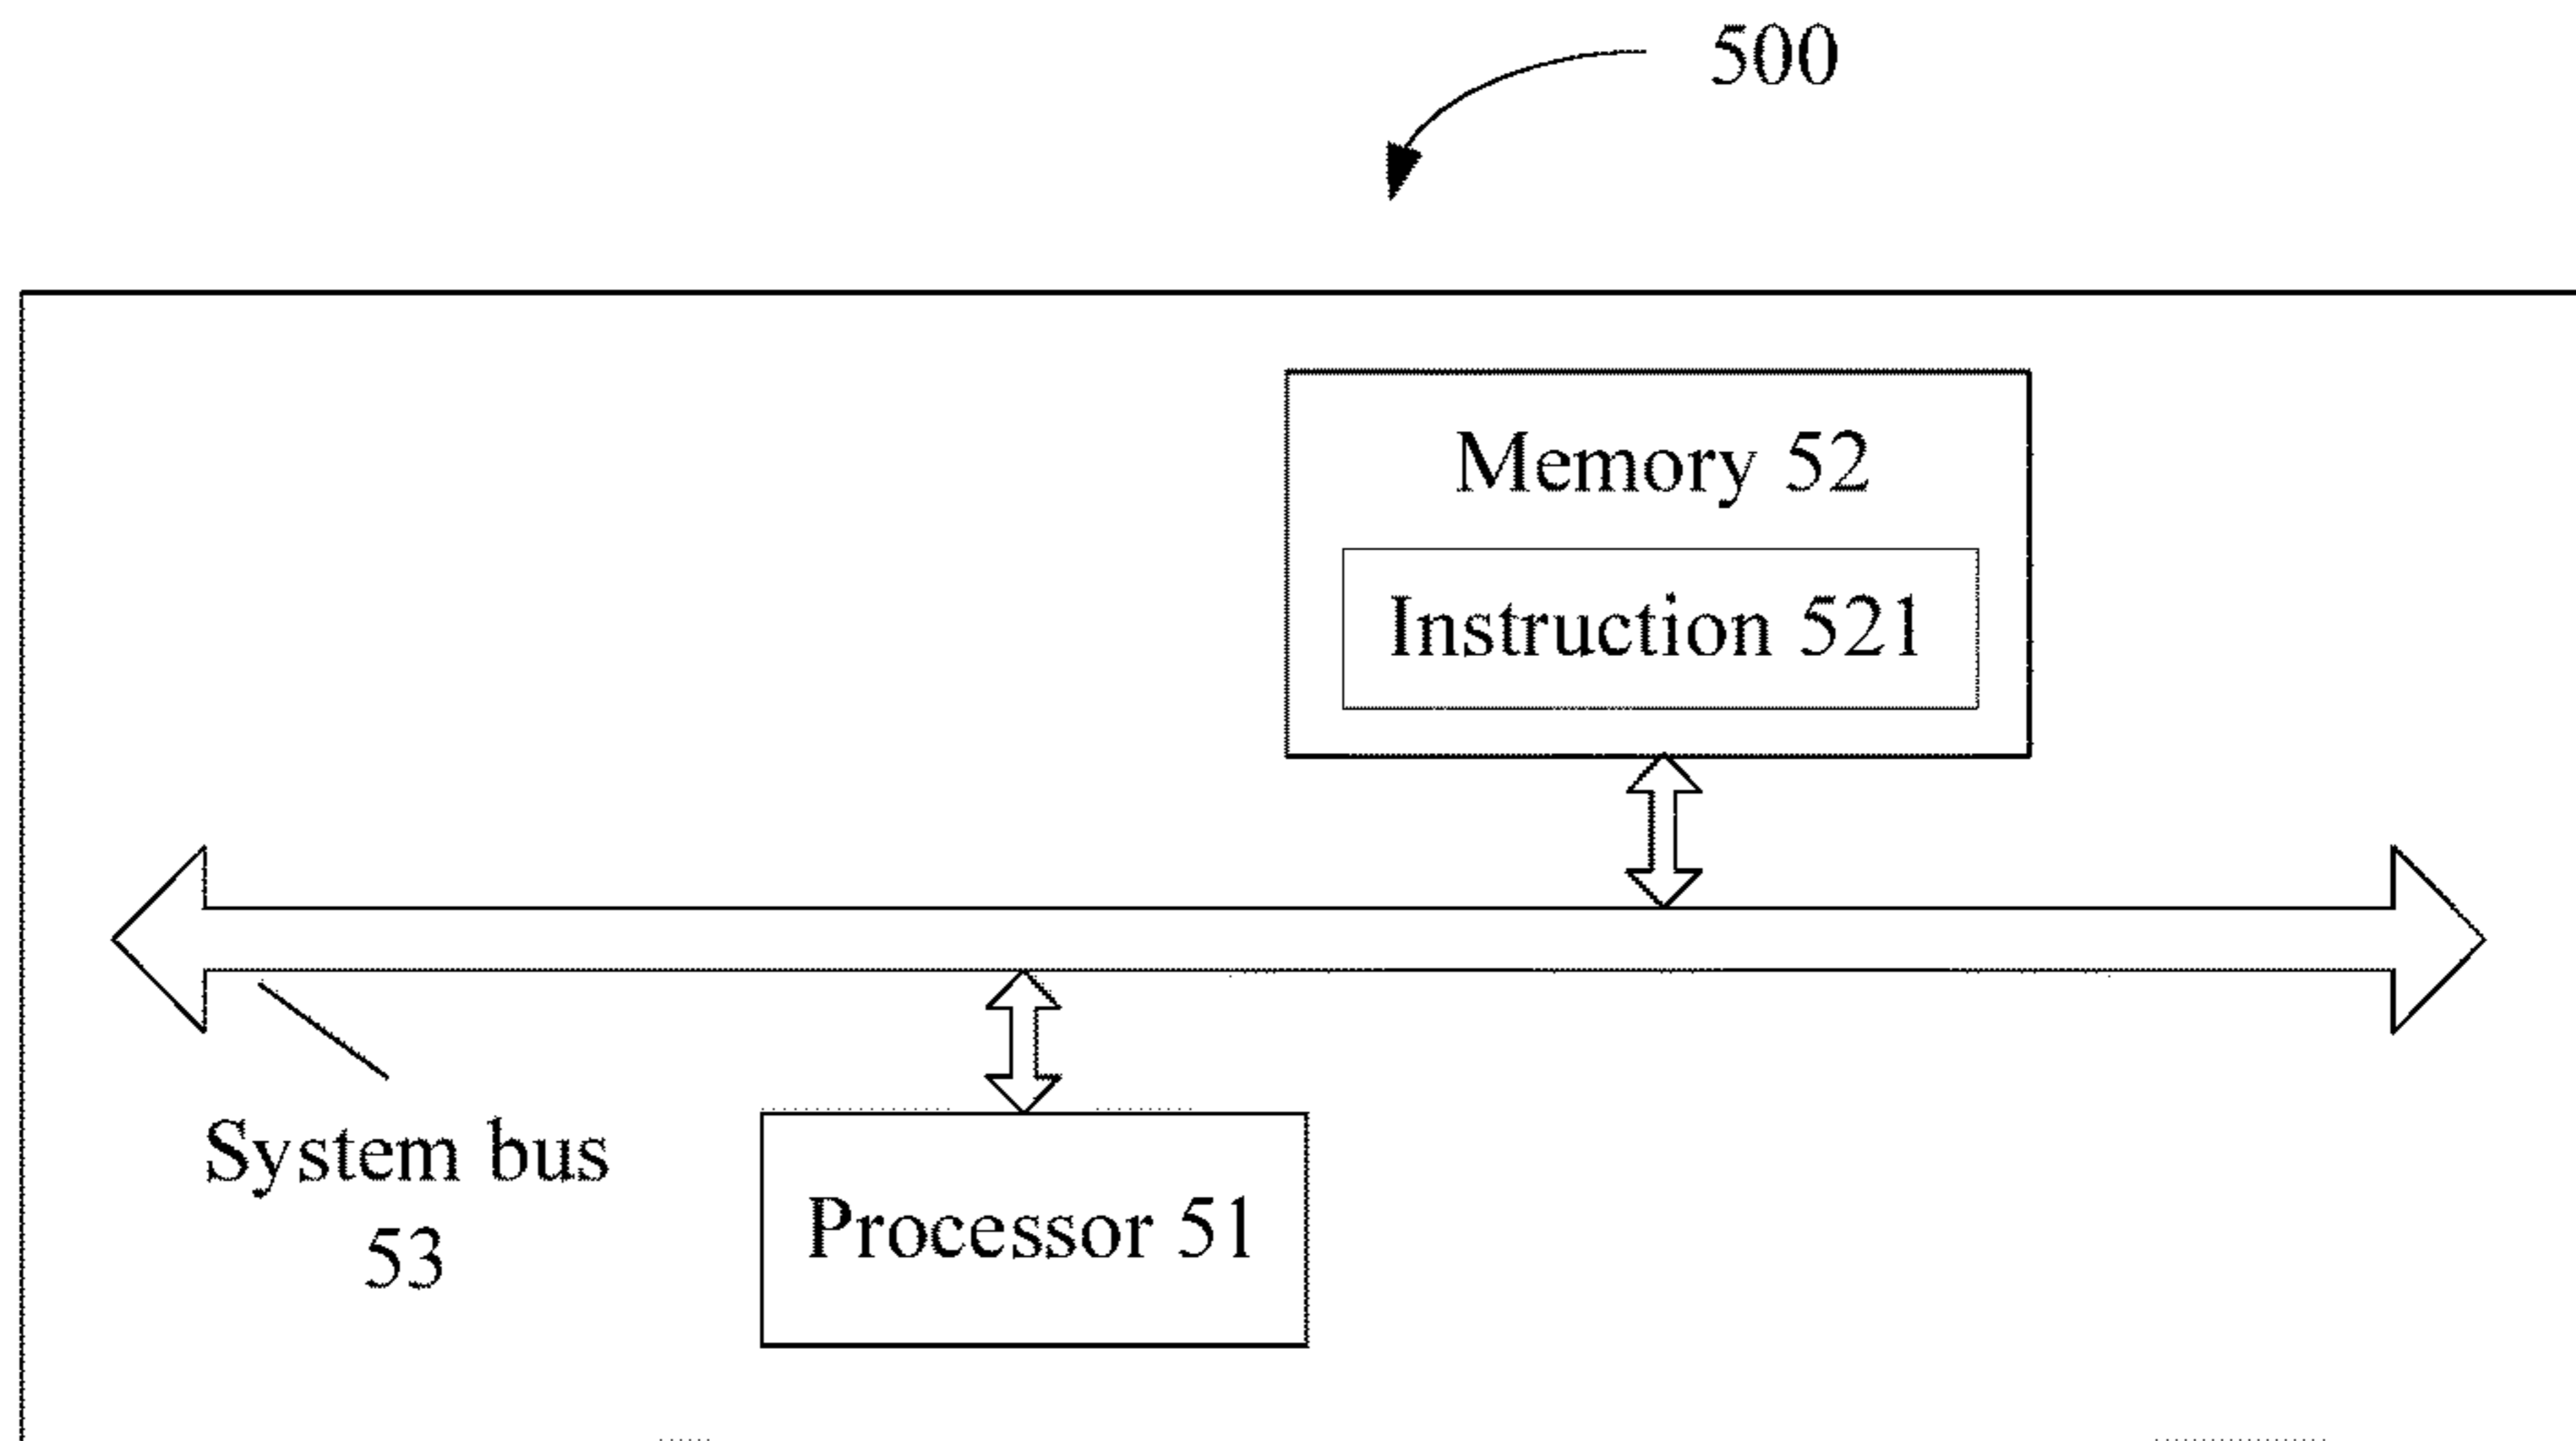 500
Memory 52
Instruction 521
System bus
53
Processor 51